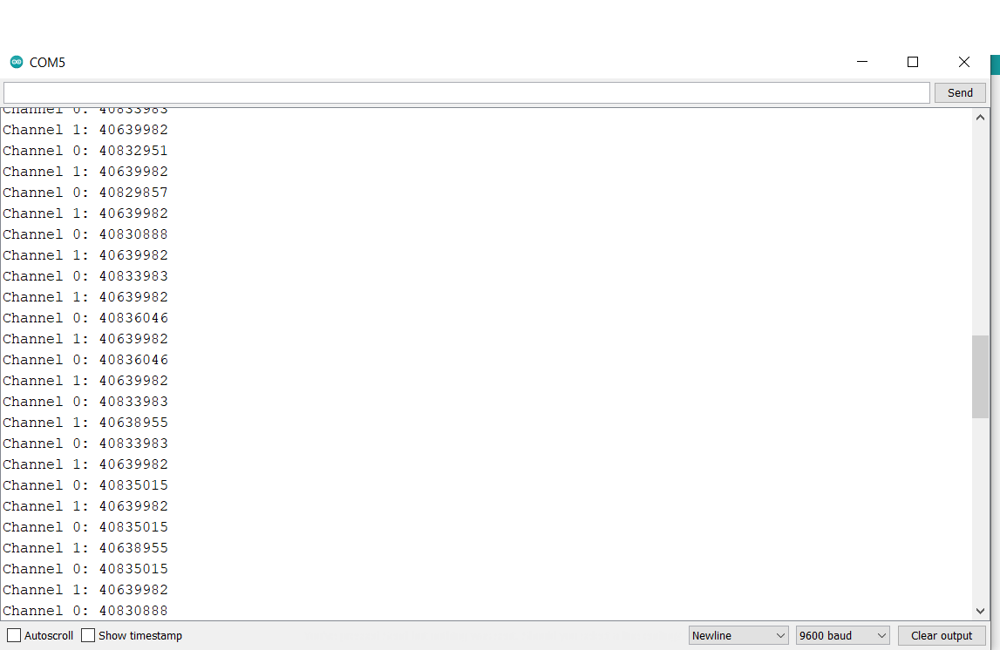 COM5
Send
Channel 0: 40833983
Channel 1: 40639982
Channel 0: 40832951
Channel 1: 40639982
Channel 0: 40829857
Channel 1: 40639982
Channel 0: 40830888
Channel 1: 40639982
Channel 0: 40833983
Channel 1: 40639982
Channel 0: 40836046
Channel 1: 40639982
Channel 0: 40836046
Channel 1: 40639982
Channel 0: 40833983
Channel 1: 40638955
Channel 0: 40833983
Channel 1: 40639982
Channel 0: 40835015
Channel 1: 40639982
Channel 0: 40835015
Channel 1: 40638955
Channel 0: 40835015
Channel 1: 40639982
Channel 0: 40830888
Autoscroll Show timestamp Newline 9600 baud Clear output